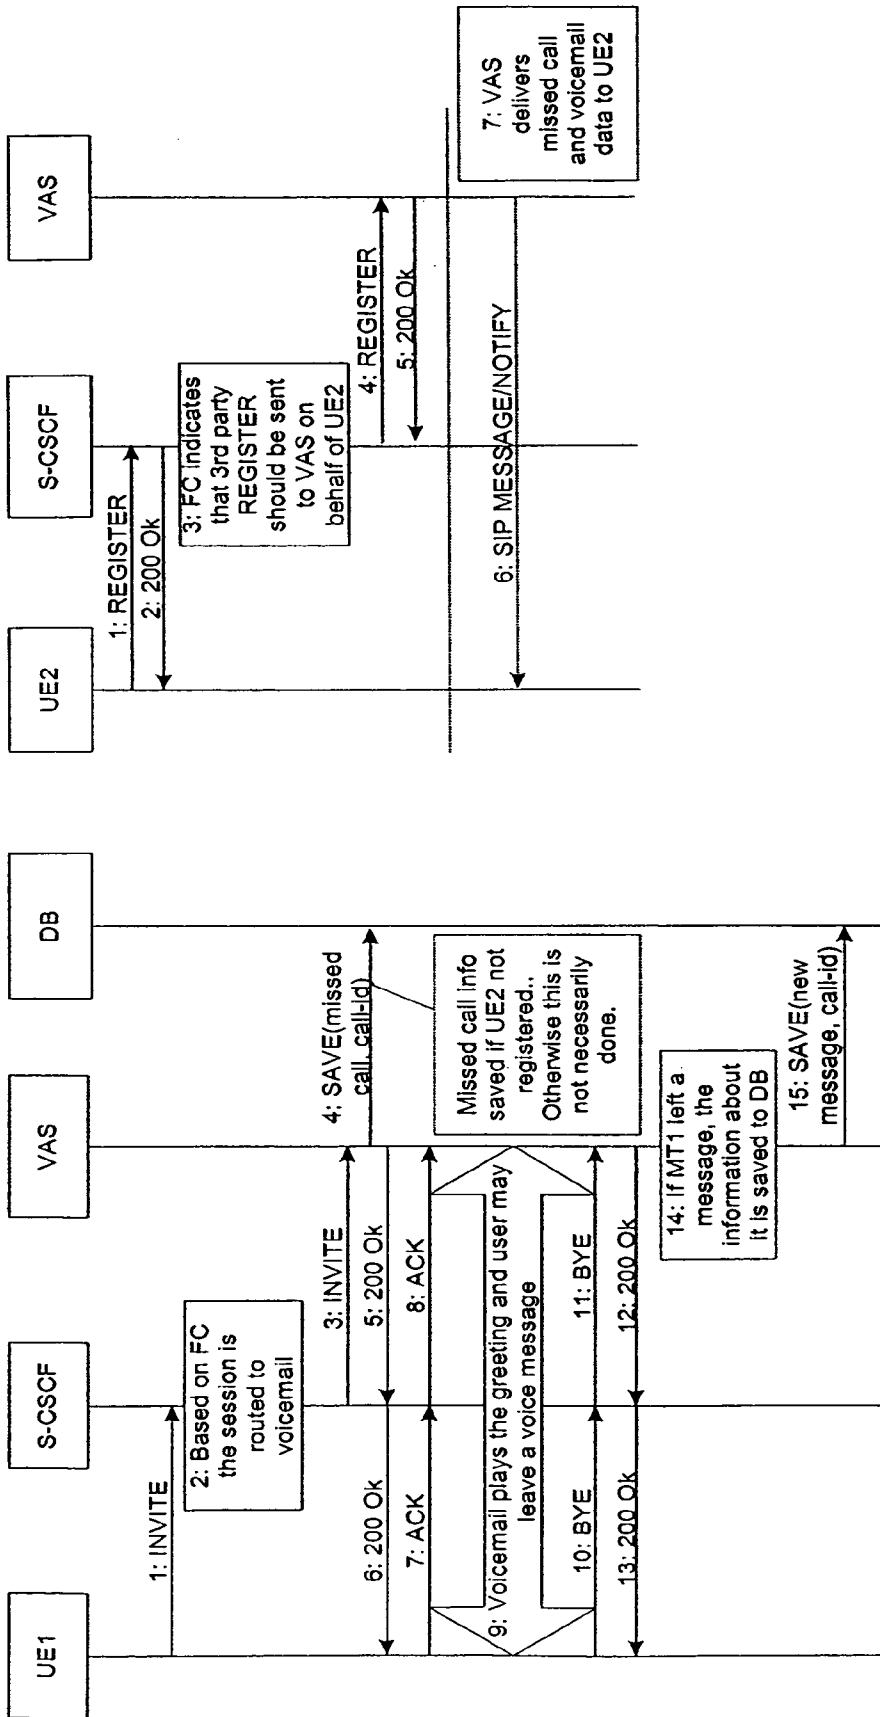 UE1
S-CSCF
VAS
DB
1: INVITE
2: Based on FC
the session is
routed to
voicemail
3: INVITE
4: SAVE(missed
call, call-id)
5: 200 Ok
6: 200 Ok
7: ACK
8: ACK
Missed call info
saved if UE2 not
registered..
Otherwise this is
not necessarily
done.
9: Voicemail plays the greeting and user may
leave a voice message
10: BYE
11: BYE
12: 200 Ok
13: 200 Ok
14: If MT1 left a
message, the
information about
it is saved to DB
15: SAVE(new
message, call-id)
UE2
S-CSCF
VAS
1: REGISTER
2: 200 Ok
3: FC indicates
that 3rd party
REGISTER
should be sent
to VAS on
behalf of UE2
4: REGISTER
5: 200 Ok
6: SIP MESSAGE/NOTIFY
7: VAS
delivers
missed call
and voicemail
data to UE2